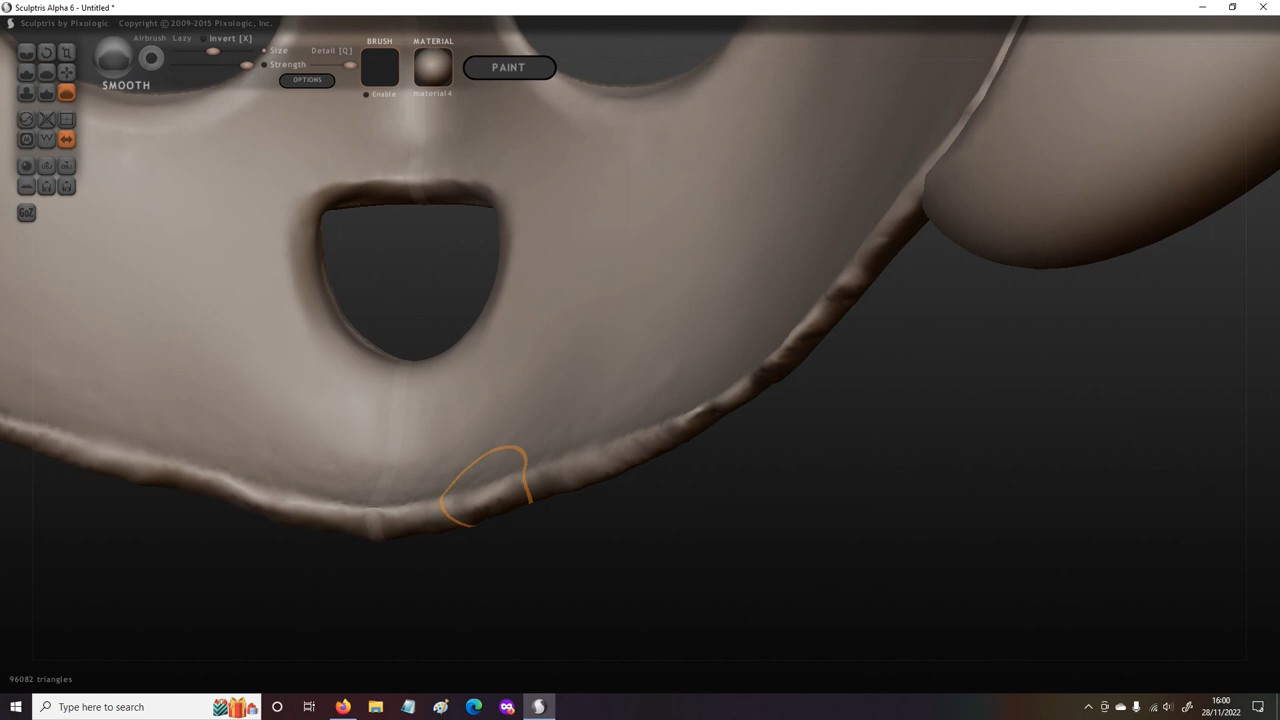 Sculptris Alpha 6 - Untitled *
Sculptris by Pixologic Copyright © 2009-2015 Pixologic, Inc.
Airbrush Lazy Invert [X]
Size Detail [Q]
Strength
SMOOTH
OPTIONS
BRUSH
Enable
MATERIAL
material4
PAINT
GoZ
96082 triangles
Type here to search
16:00
28/11/2022